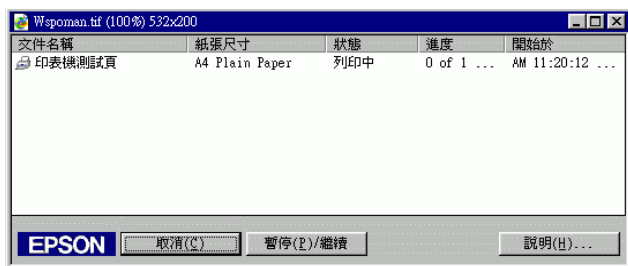 Wspoman.tif (100%) 532x200
文件名稱 紙張尺寸 狀態 進度 開始於
印表機測試頁 A4 Plain Paper 列印中 0 of 1 ... AM 11:20:12 ...
EPSON 取消(C) 暫停(P)/繼續 說明(H)...